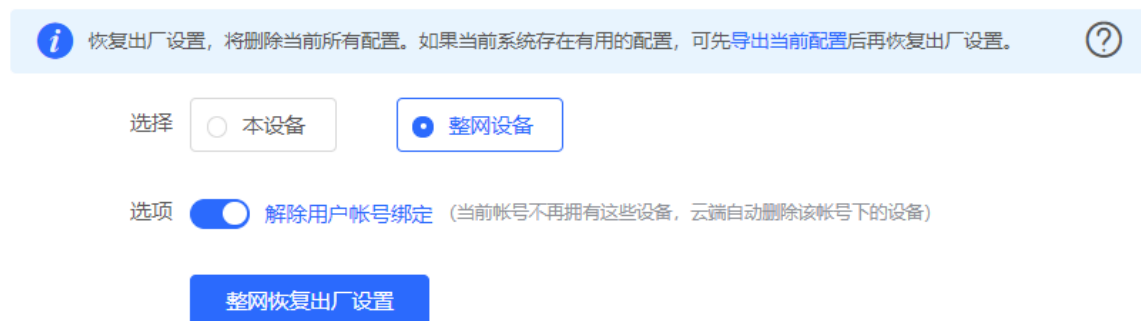 恢复出厂设置，将删除当前所有配置。如果当前系统存在有用的配置，可先导出当前配置后再恢复出厂设置。
选择 本设备 整网设备
选项 解除用户帐号绑定 (当前帐号不再拥有这些设备，云端自动删除该帐号下的设备)
整网恢复出厂设置